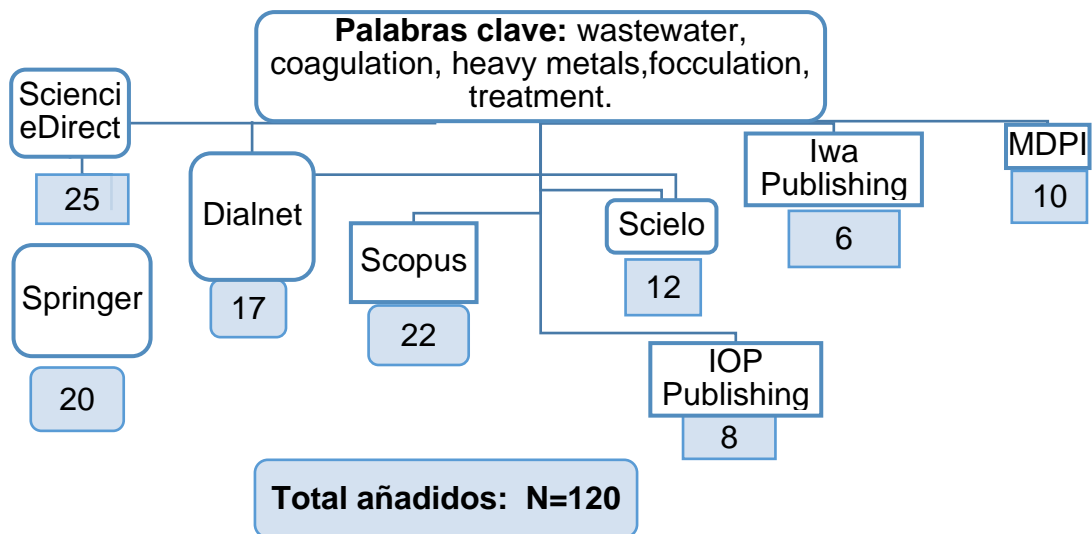 Palabras clave: wastewater,
coagulation, heavy metals,focculation,
treatment.
Scienci
eDirect
25
Springer
20
Dialnet
17
Scopus
22
Scielo
12
Iwa
Publishing
6
MDPI
10
IOP
Publishing
8
Total añadidos: N=120